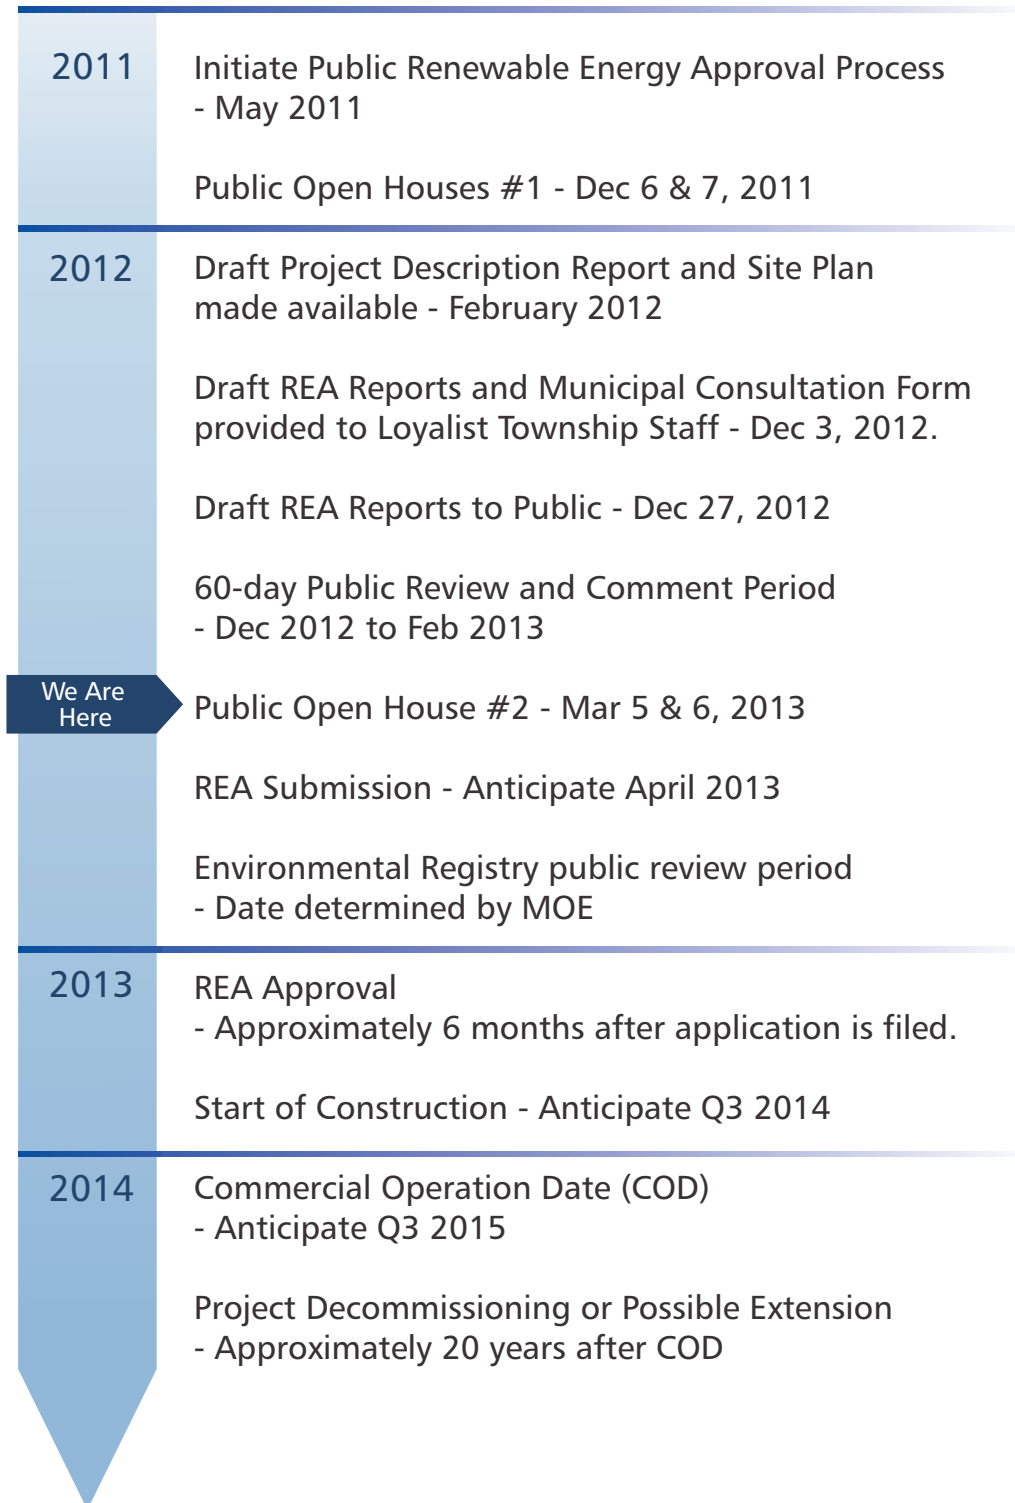 2011
Initiate Public Renewable Energy Approval Process
- May 2011
Public Open Houses #1 - Dec 6 & 7, 2011
2012
Draft Project Description Report and Site Plan
made available - February 2012
Draft REA Reports and Municipal Consultation Form
provided to Loyalist Township Staff - Dec 3, 2012.
Draft REA Reports to Public - Dec 27, 2012
60-day Public Review and Comment Period
- Dec 2012 to Feb 2013
We Are
Here
Public Open House #2 - Mar 5 & 6, 2013
REA Submission - Anticipate April 2013
Environmental Registry public review period
- Date determined by MOE
2013
REA Approval
- Approximately 6 months after application is filed.
Start of Construction - Anticipate Q3 2014
2014
Commercial Operation Date (COD)
- Anticipate Q3 2015
Project Decommissioning or Possible Extension
- Approximately 20 years after COD